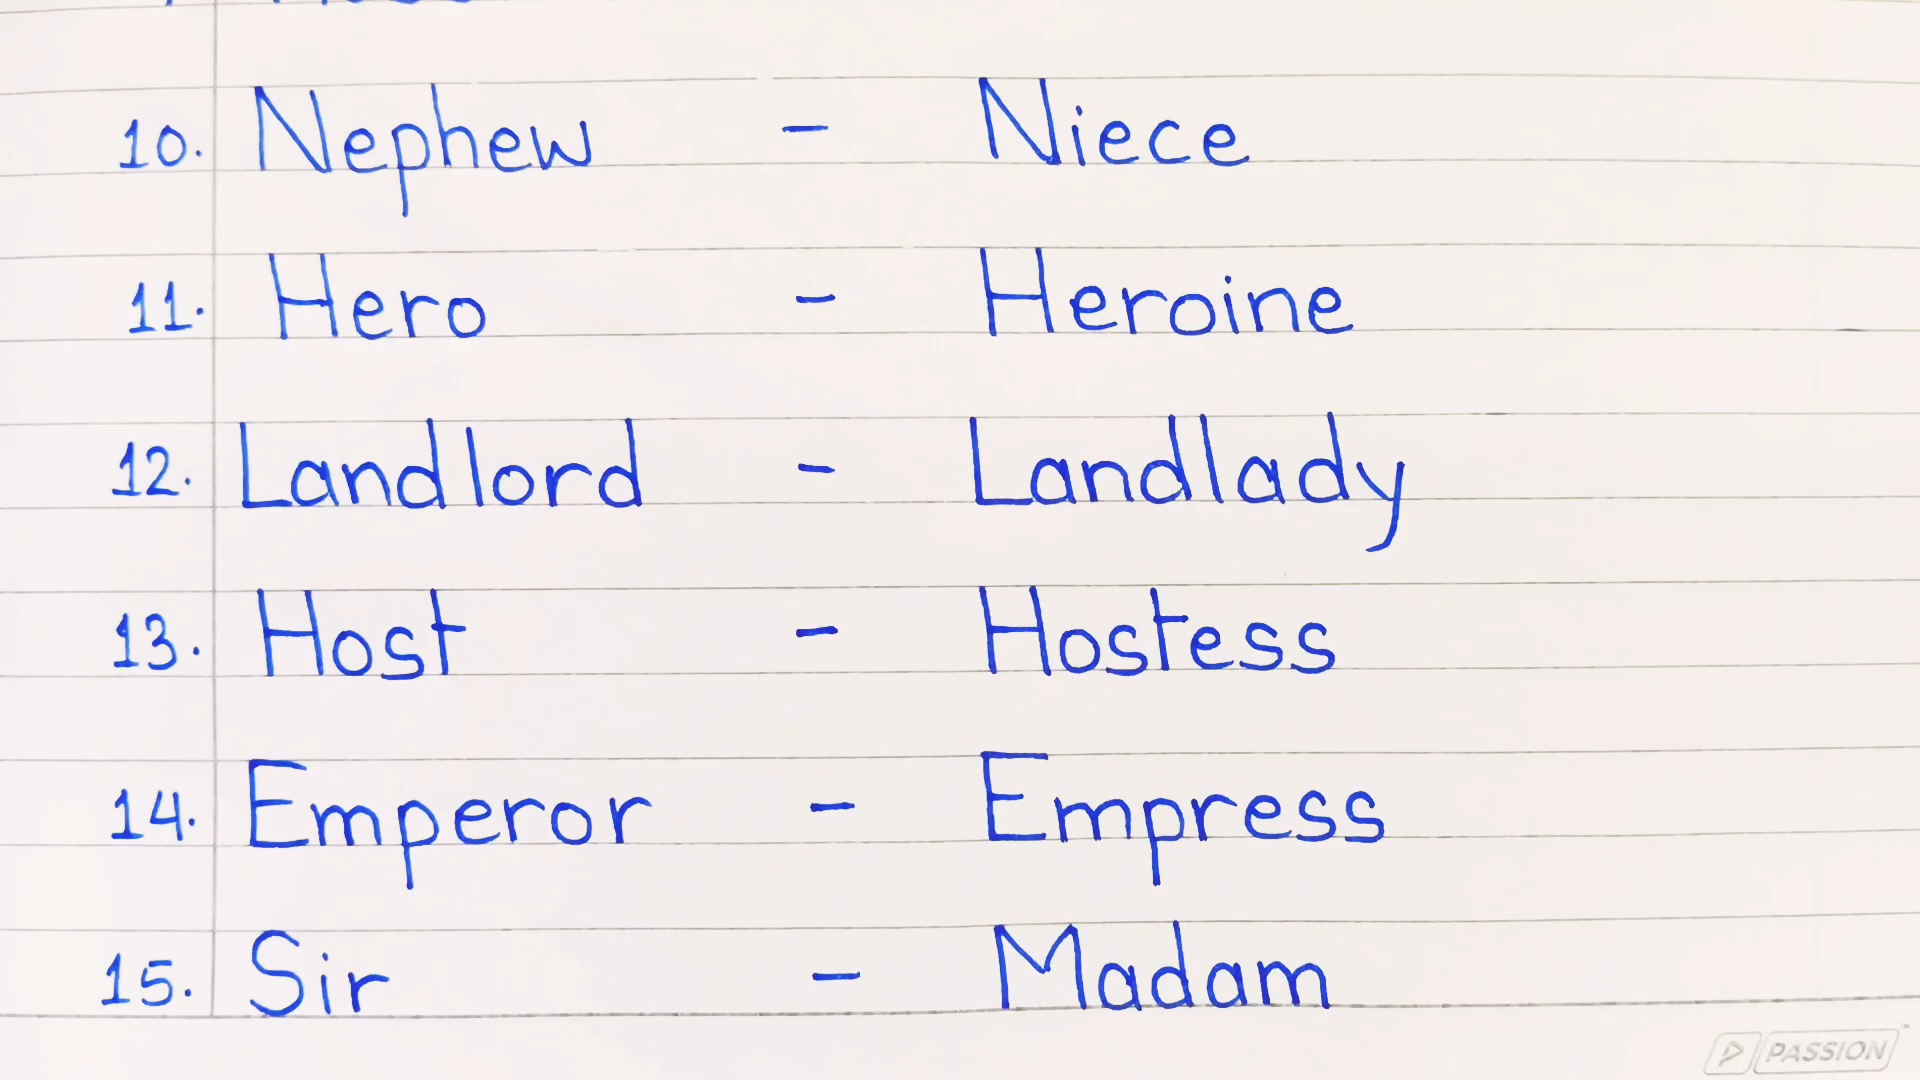 10. Nephew - Niece
11. Hero - Heroine
12. Landlord - Landlady
13. Host - Hostess
14. Emperor - Empress
15. Sir - Madam
PASSION